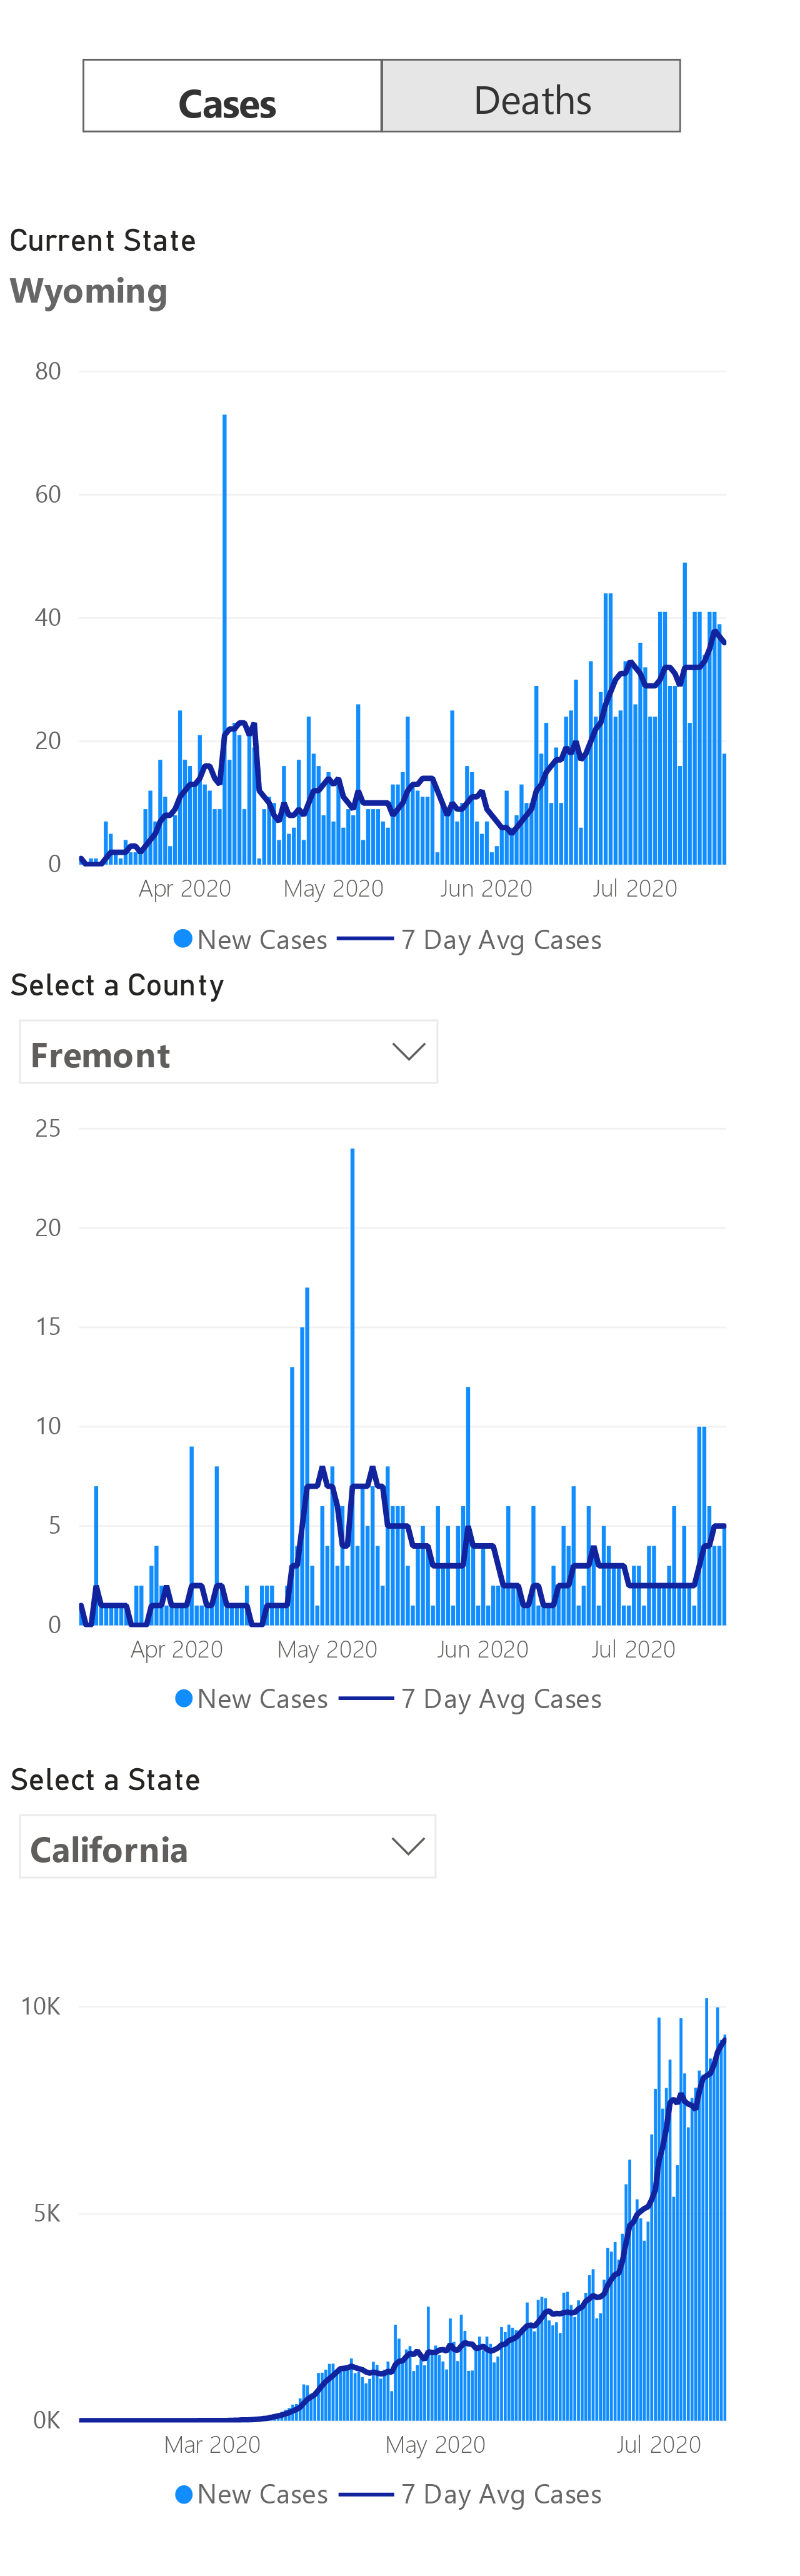 Cases Deaths
Current State
Wyoming
80
60
40
20
0
Apr 2020 May 2020 Jun 2020 Jul 2020
New Cases 7 Day Avg Cases
Select a County
Fremont
25
20
15
10
5
0
Apr 2020 May 2020 Jun 2020 Jul 2020
New Cases 7 Day Avg Cases
Select a State
California
10K
5K
0K
Mar 2020 May 2020 Jul 2020
New Cases 7 Day Avg Cases